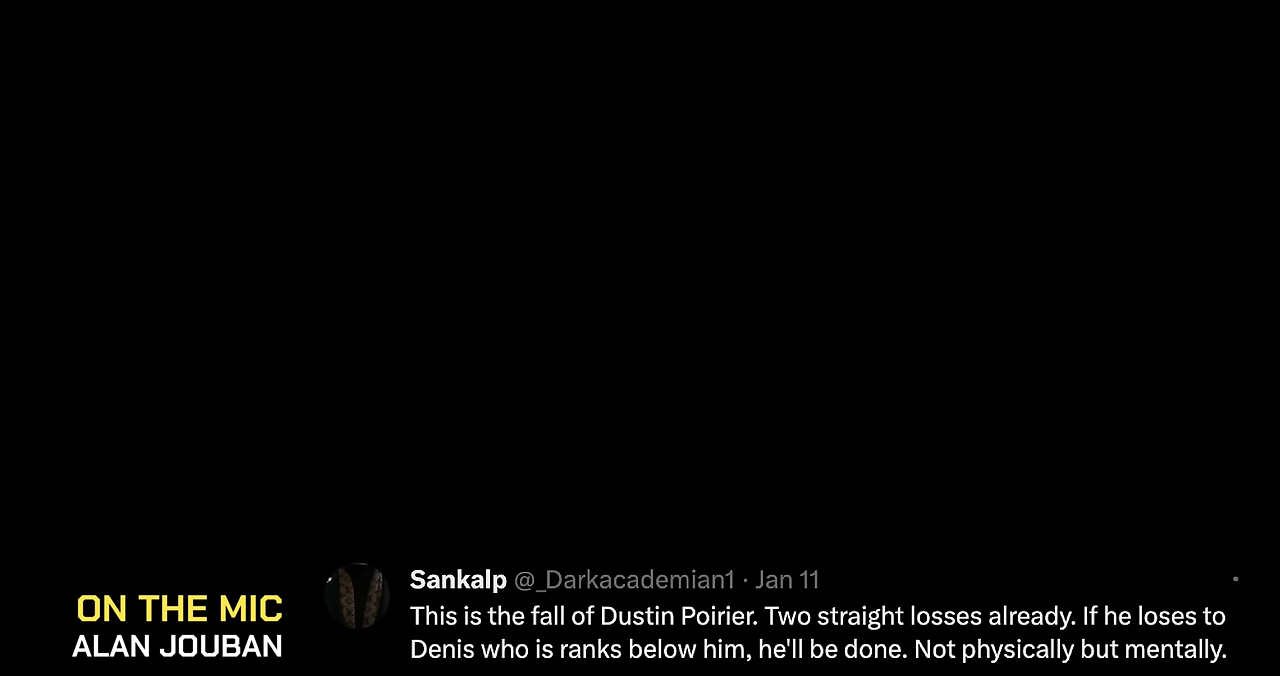 ON THE MIC
ALAN JOUBAN
Sankalp @_Darkacademian1 · Jan 11
This is the fall of Dustin Poirier. Two straight losses already. If he loses to
Denis who is ranks below him, he'll be done. Not physically but mentally.